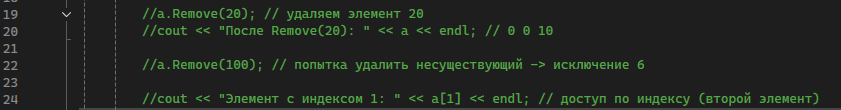 19 //a.Remove(20); // удаляем элемент 20
20 //cout << "После Remove(20): " << a << endl; // 0 0 10
21
22 //a.Remove(100); // попытка удалить несуществующий -> исключение 6
23
24 //cout << "Элемент с индексом 1: " << a[1] << endl; // доступ по индексу (второй элемент)